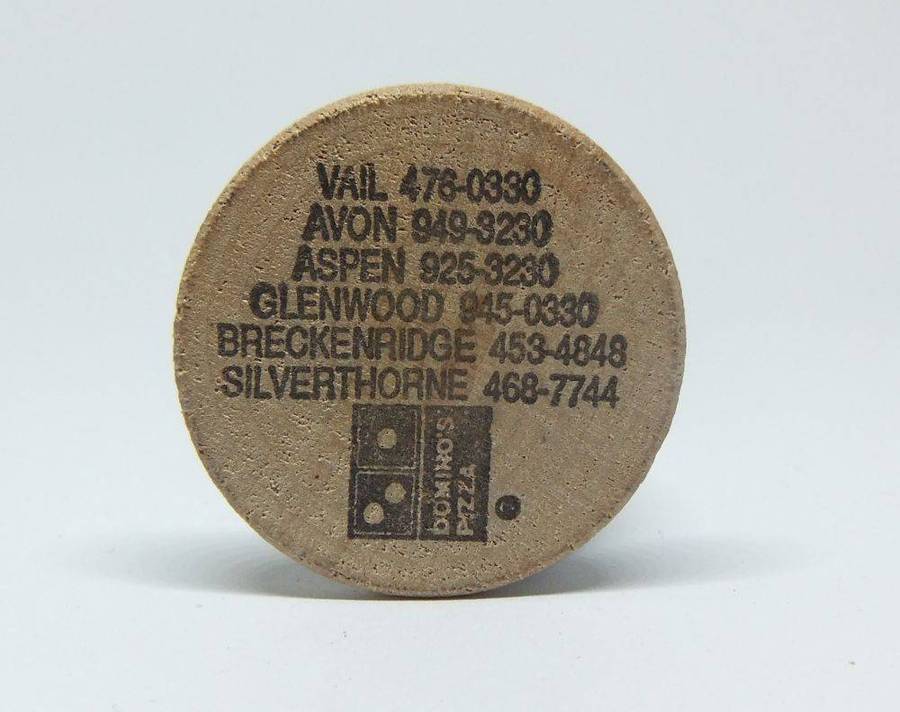 VAIL 476-0330
AVON 949-3230
ASPEN 925-3230
GLENWOOD 945-0330
BRECKENRIDGE 453-4848
SILVERTHORNE 468-7744
DOMINO'S
PIZZA